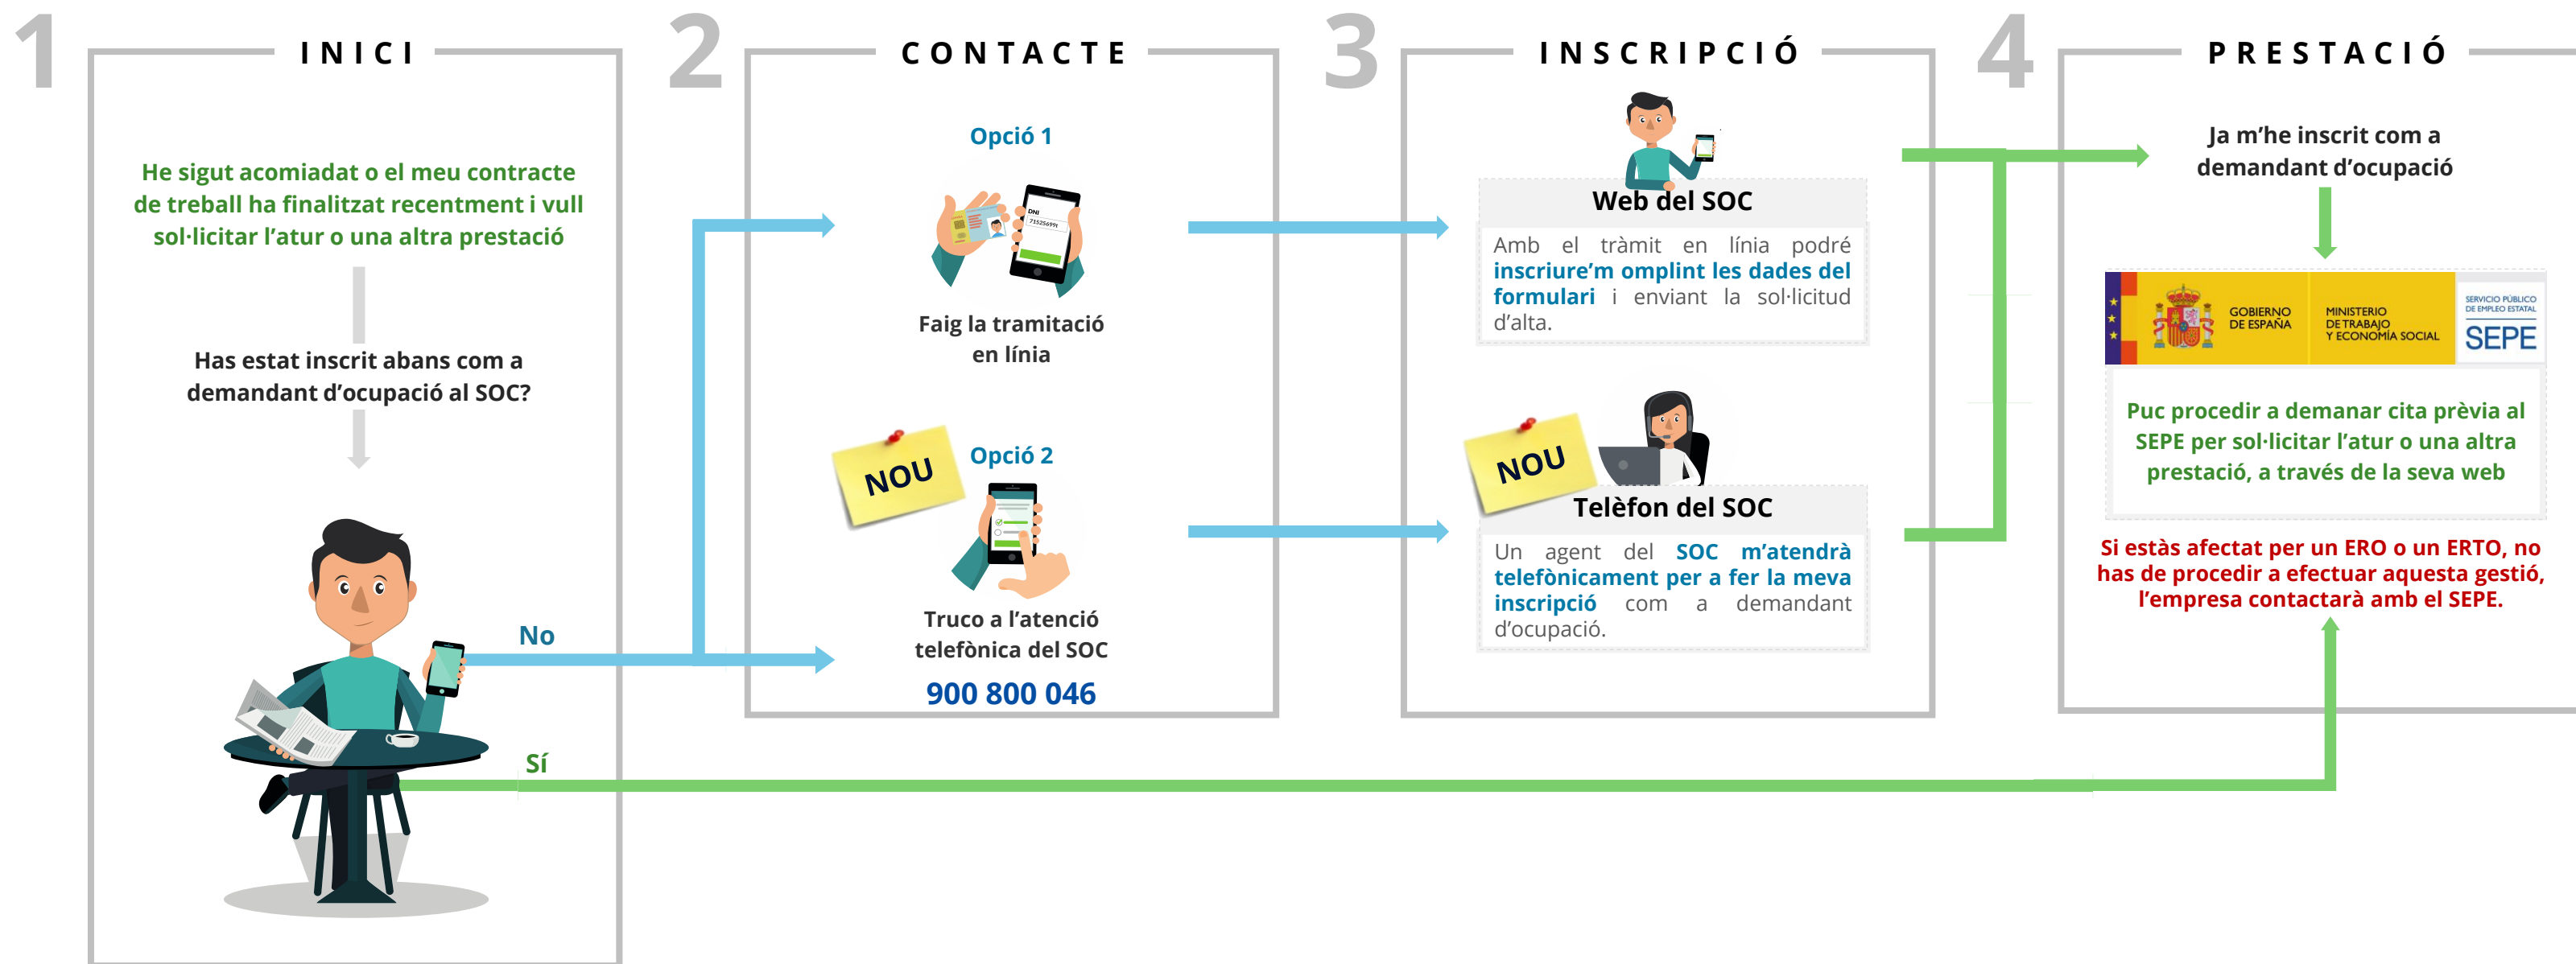 1
INICI
He sigut acomiadat o el meu contracte
de treball ha finalitzat recentment i vull
sol·licitar l’atur o una altra prestació
Has estat inscrit abans com a
demandant d’ocupació al SOC?
No
Sí
2
CONTACTE
Opció 1
DNI
Faig la tramitació
en línia
NOU
Opció 2
Truco a l’atenció
telefònica del SOC
900 800 046
3
INSCRIPCIÓ
Web del SOC
Amb el tràmit en línia podré
inscriure’m omplint les dades del
formulari i enviant la sol·licitud
d’alta.
NOU
Telèfon del SOC
Un agent del SOC m’atendrà
telefònicament per a fer la meva
inscripció com a demandant
d’ocupació.
4
PRESTACIÓ
Ja m’he inscrit com a
demandant d’ocupació
GOBIERNO
DE ESPAÑA
MINISTERIO
DE TRABAJO
Y ECONOMÍA SOCIAL
SERVICIO PÚBLICO
DE EMPLEO ESTATAL
SEPE
Puc procedir a demanar cita prèvia al
SEPE per sol·licitar l’atur o una altra
prestació, a través de la seva web
Si estàs afectat per un ERO o un ERTO, no
has de procedir a efectuar aquesta gestió,
l’empresa contactarà amb el SEPE.